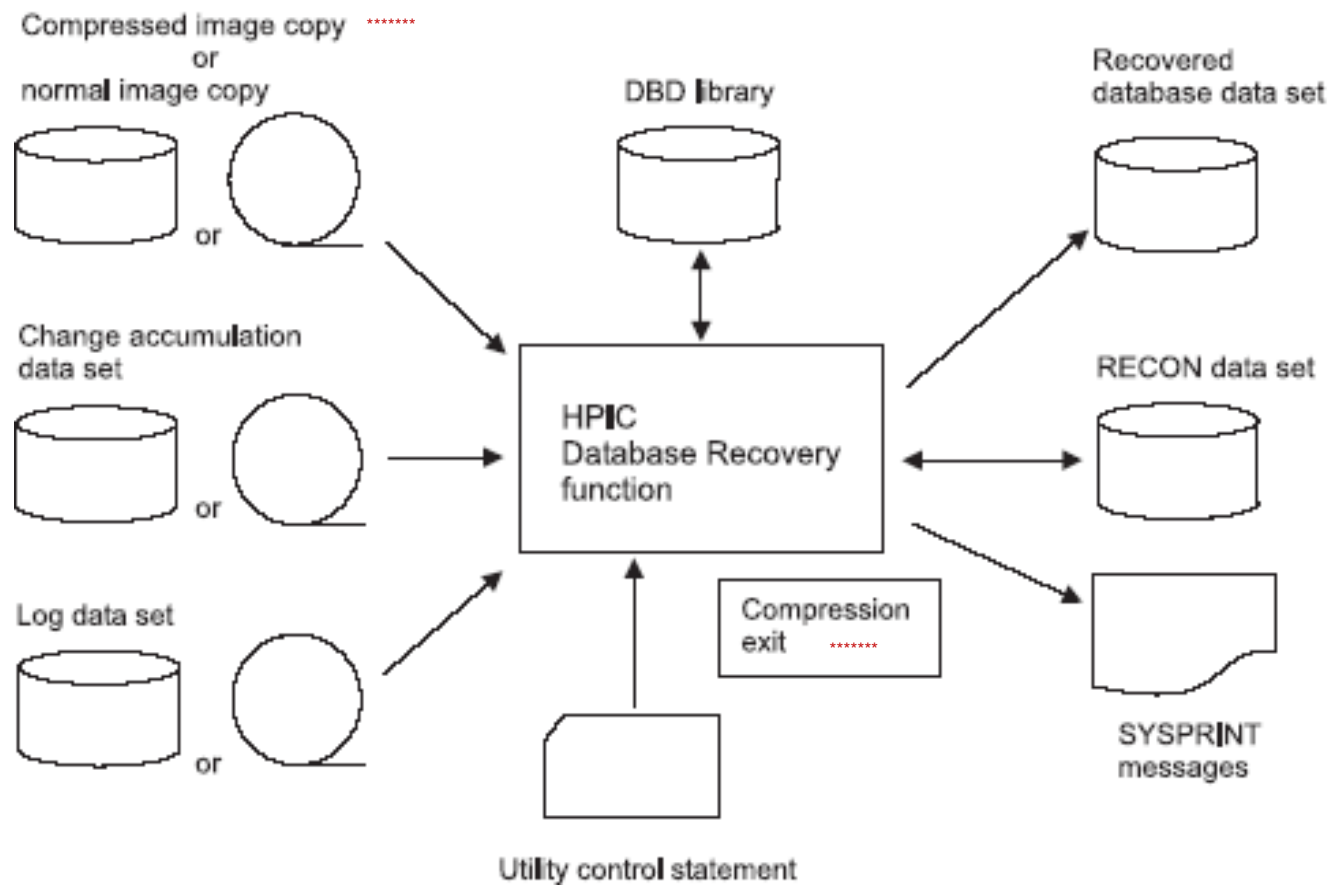 Compressed image copy *******
or
normal image copy
or
DBD library
Recovered
database data set
Change accumulation
data set
or
HPIC
Database Recovery
function
RECON data set
Log data set
or
Compression
exit *******
SYSPRINT
messages
Utility control statement